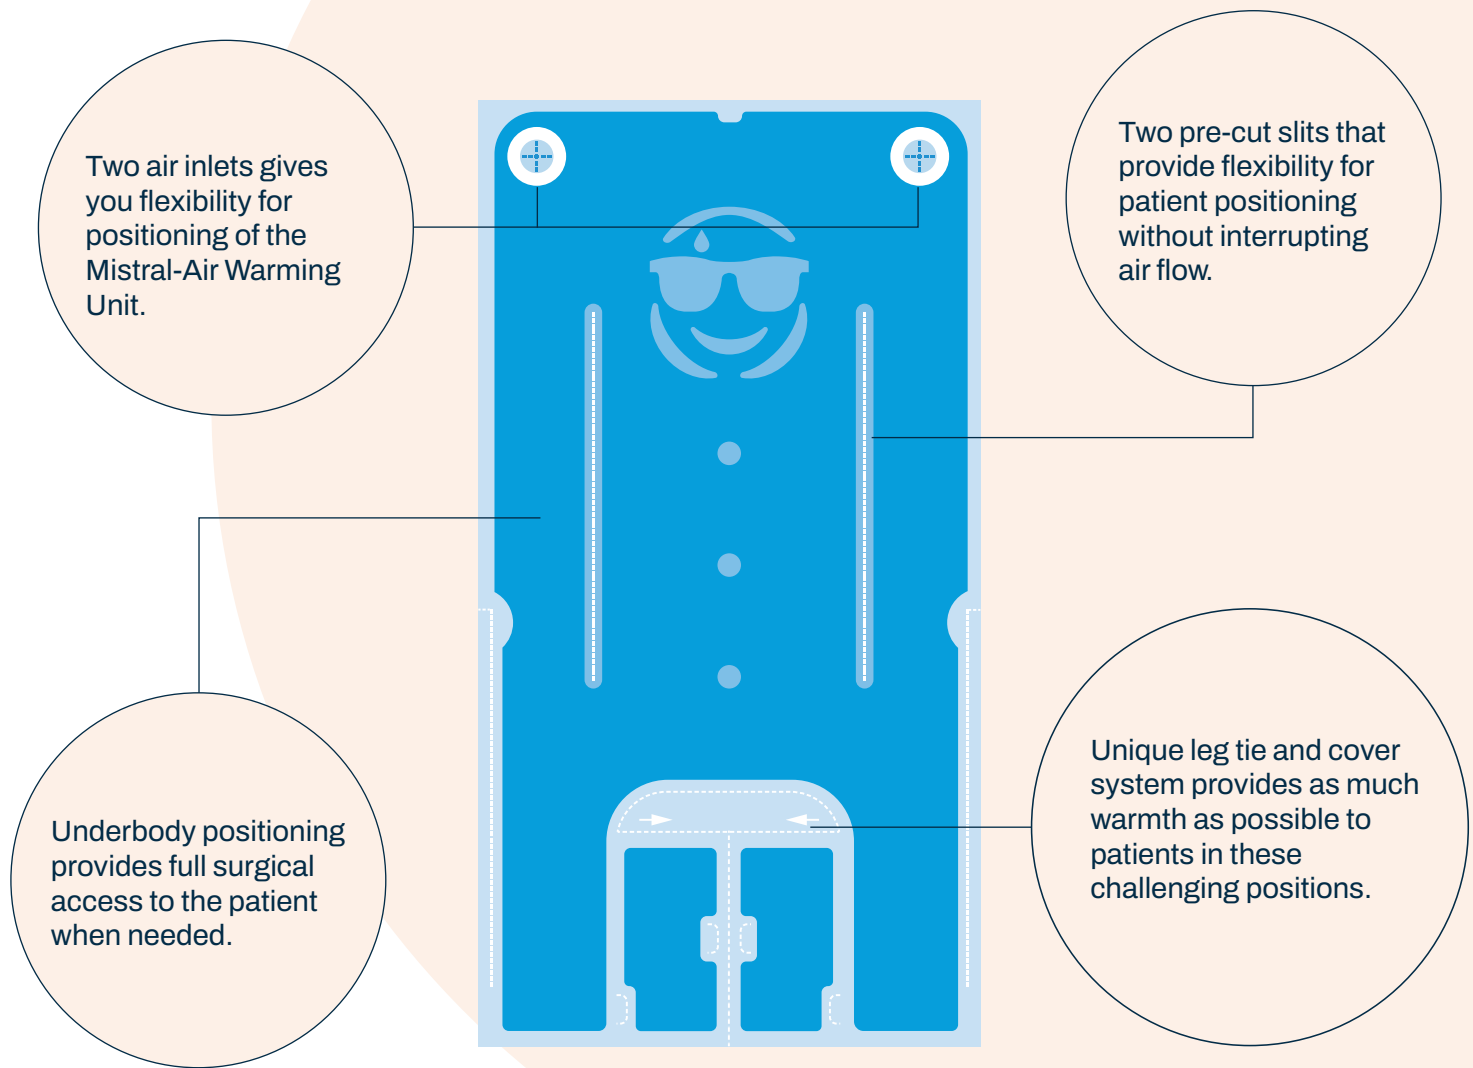 Two air inlets gives
you flexibility for
positioning of the
Mistral-Air Warming
Unit.
Two pre-cut slits that
provide flexibility for
patient positioning
without interrupting
air flow.
Underbody positioning
provides full surgical
access to the patient
when needed.
Unique leg tie and cover
system provides as much
warmth as possible to
patients in these
challenging positions.